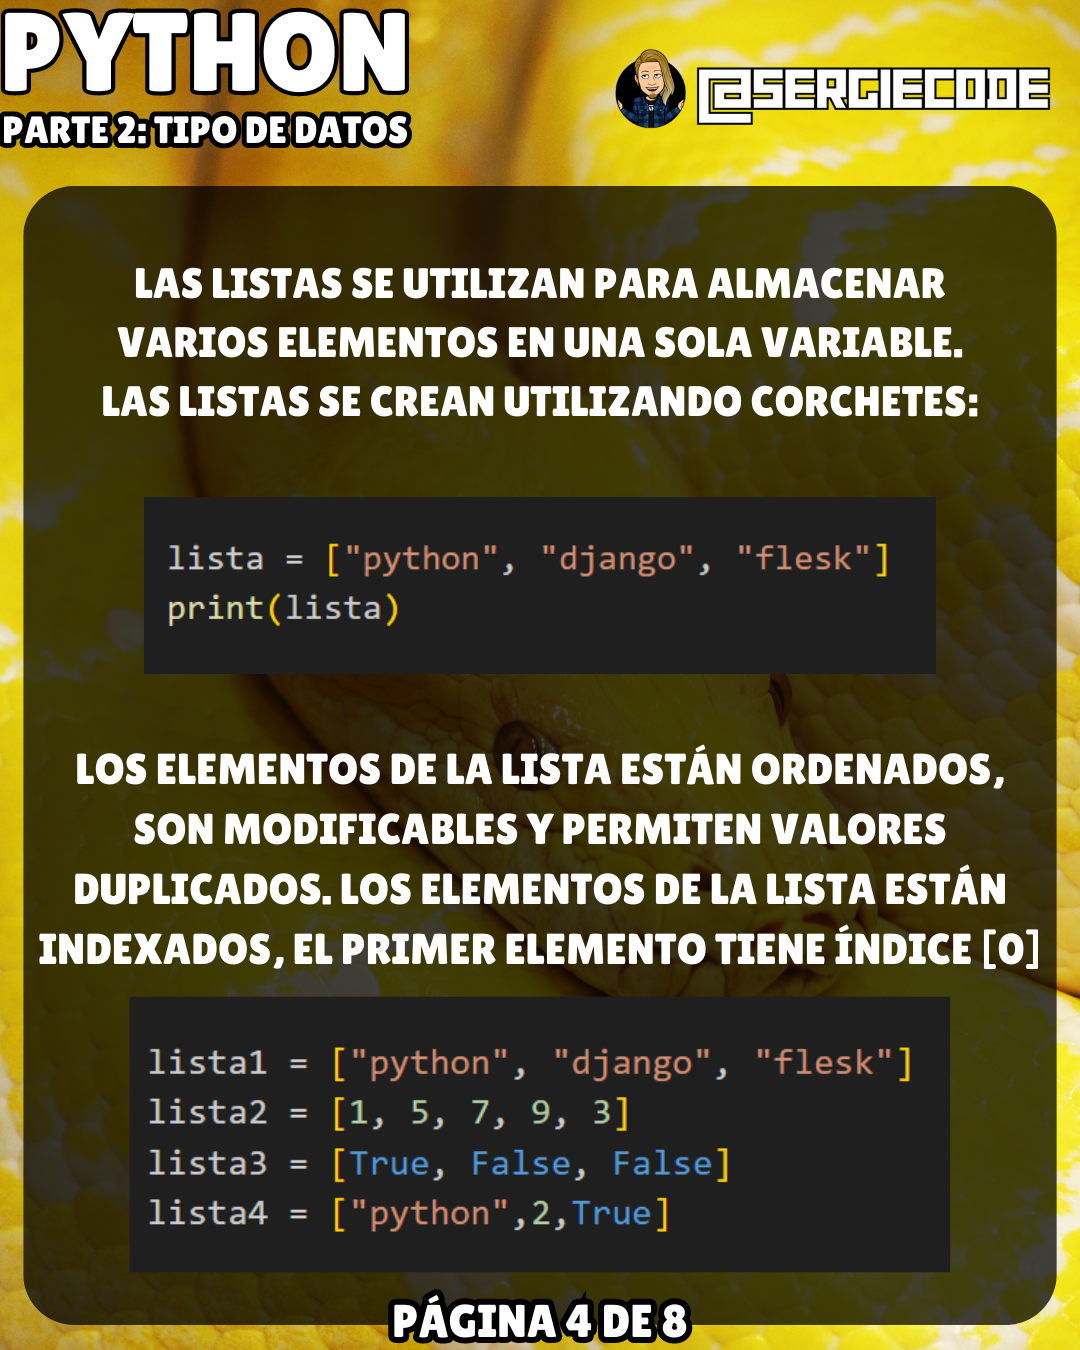 PYTHON
PARTE 2: TIPO DE DATOS
@SERGIECODE
LAS LISTAS SE UTILIZAN PARA ALMACENAR
VARIOS ELEMENTOS EN UNA SOLA VARIABLE.
LAS LISTAS SE CREAN UTILIZANDO CORCHETES:
lista = ["python", "django", "flesk"]
print(lista)
LOS ELEMENTOS DE LA LISTA ESTÁN ORDENADOS,
SON MODIFICABLES Y PERMITEN VALORES
DUPLICADOS. LOS ELEMENTOS DE LA LISTA ESTÁN
INDEXADOS, EL PRIMER ELEMENTO TIENE ÍNDICE [0]
lista1 = ["python", "django", "flesk"]
lista2 = [1, 5, 7, 9, 3]
lista3 = [True, False, False]
lista4 = ["python",2,True]
PÁGINA 4 DE 8